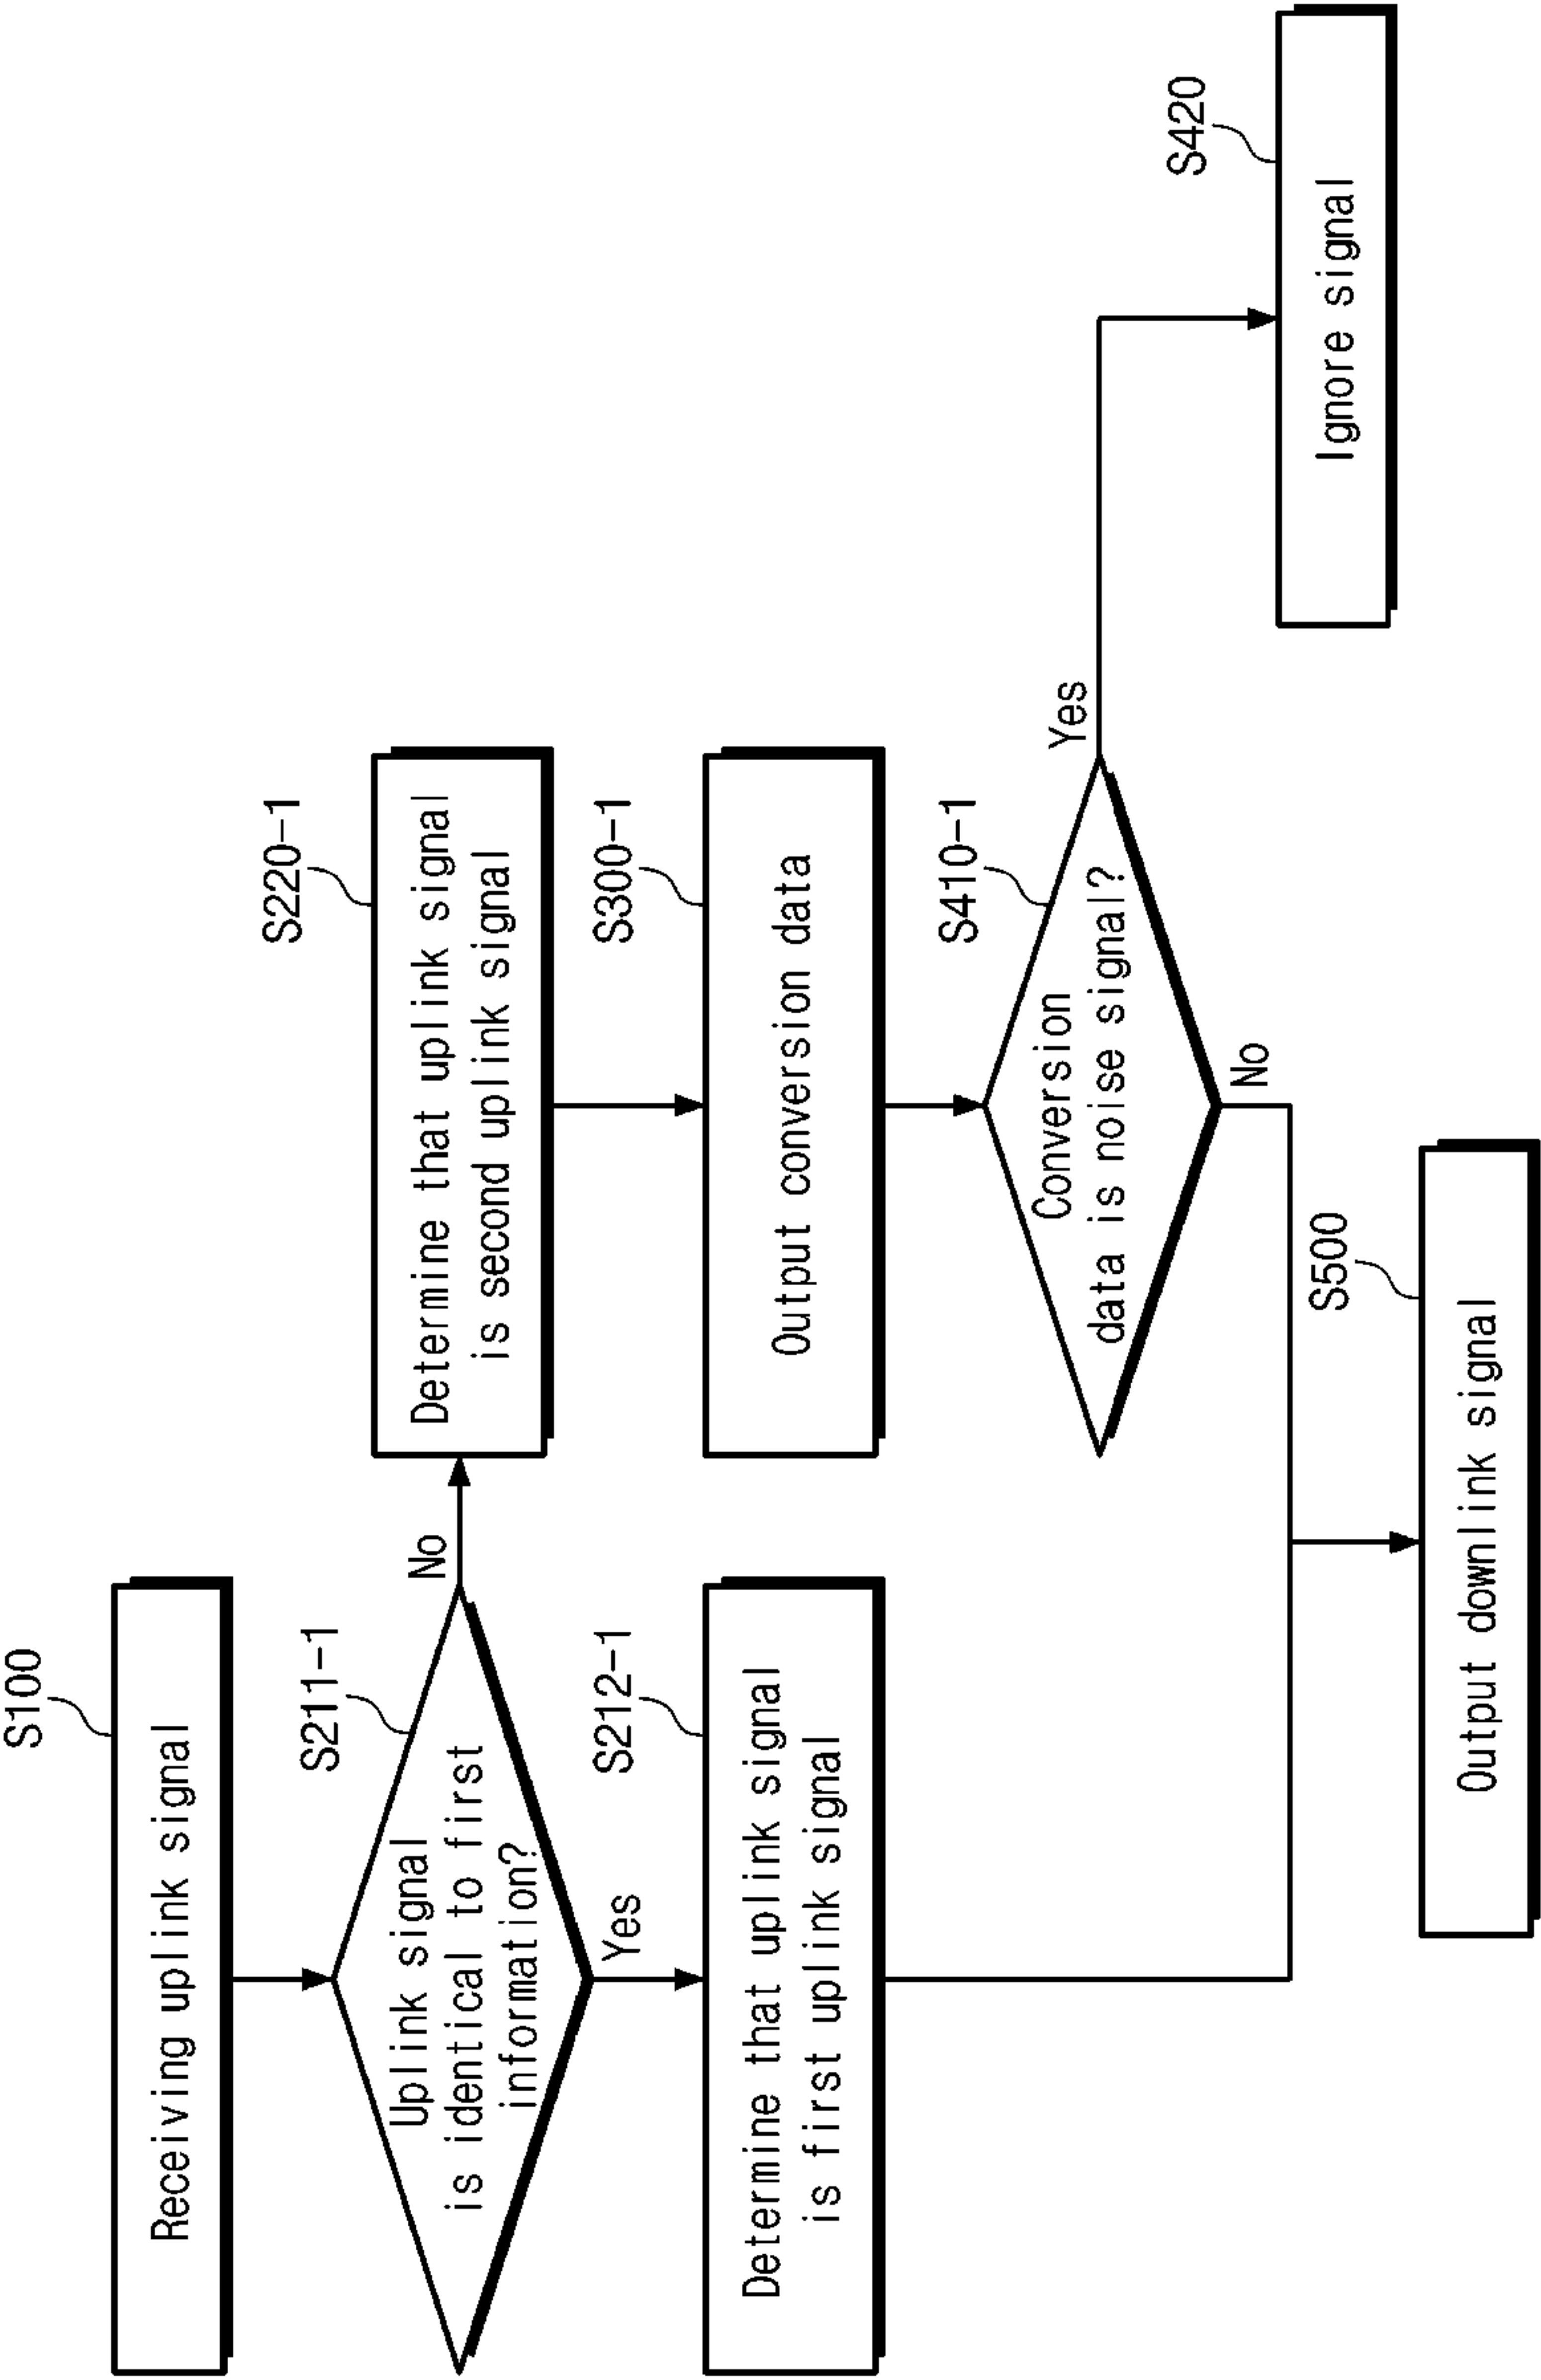 S100
Receiving uplink signal
S211-1
Uplink signal
is identical to first
information?
No
Yes
S212-1
Determine that uplink signal
is first uplink signal
S220-1
Determine that uplink signal
is second uplink signal
S300-1
Output conversion data
S410-1
Conversion
data is noise signal?
Yes
No
S420
Ignore signal
S500
Output downlink signal